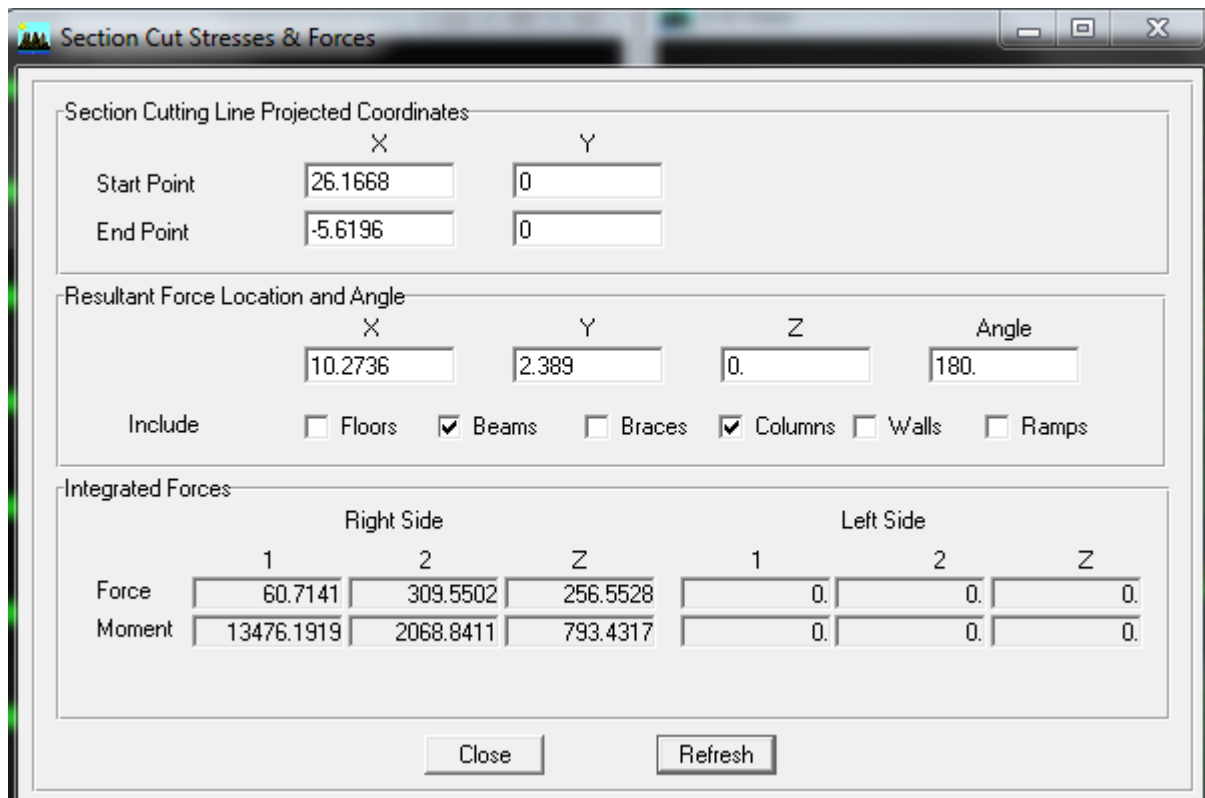 Section Cut Stresses & Forces
Section Cutting Line Projected Coordinates
X Y
Start Point 26.1668 0
End Point -5.6196 0
Resultant Force Location and Angle
X Y Z Angle
10.2736 2.389 0. 180.
Include Floors Beams Braces Columns Walls Ramps
Integrated Forces
Right Side Left Side
1 2 Z 1 2 Z
Force 60.7141 309.5502 256.5528 0. 0. 0.
Moment 13476.1919 2068.8411 793.4317 0. 0. 0.
Close Refresh